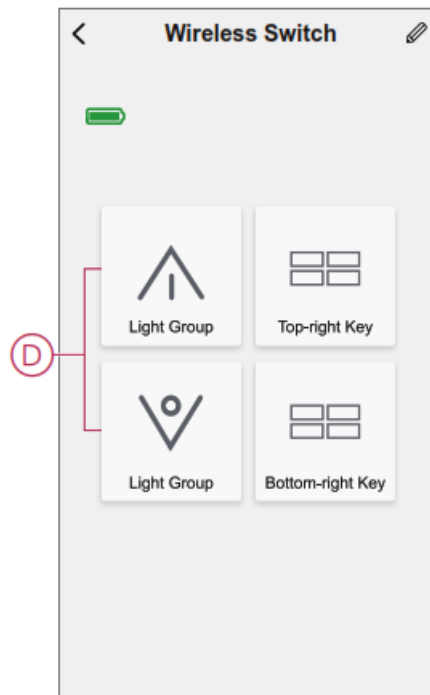 Wireless Switch
D
Light Group
Top-right Key
Light Group
Bottom-right Key